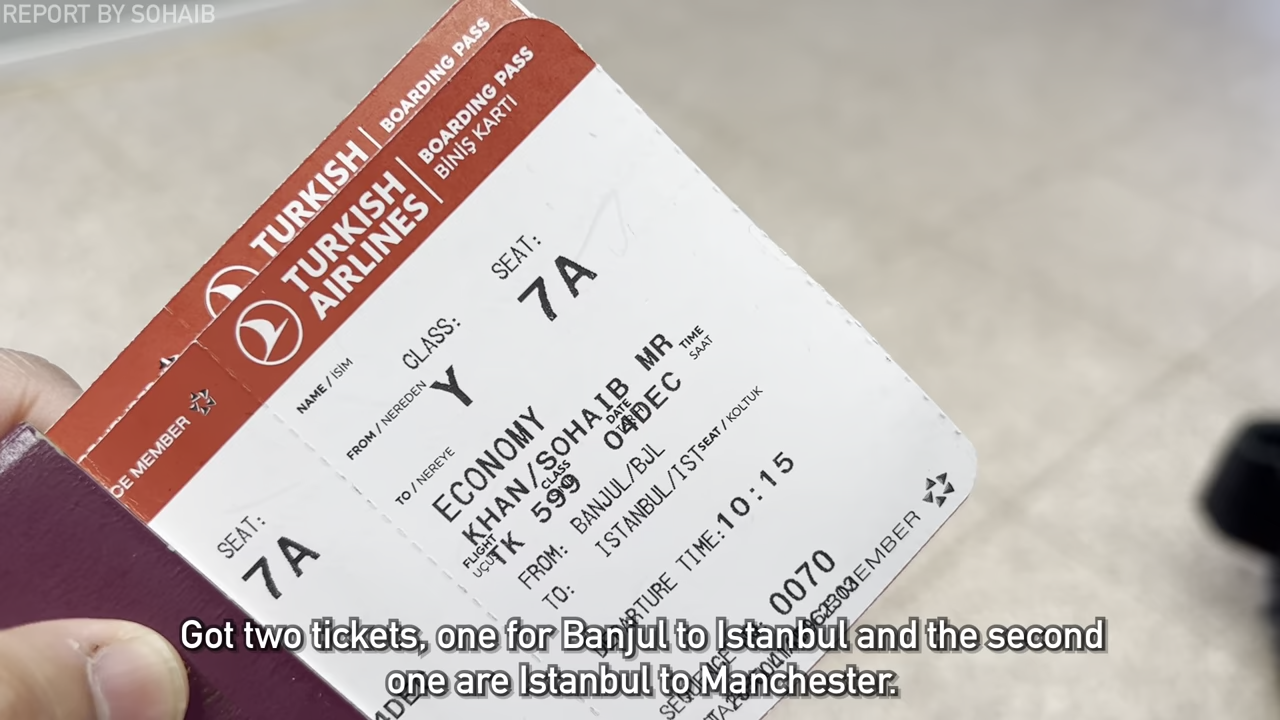 REPORT BY SOHAIB
TURKISH | BOARDING PASS
TURKISH AIRLINES | BOARDING PASS
BİNİŞ KARTI
CE MEMBER
NAME / İSİM
CLASS:
SEAT:
FROM / NEREDEN
Y
7A
TO / NEREYE
ECONOMY
KHAN/SOHAIB MR
TIME
SAAT
FLIGHT
UÇUŞ
CLASS
DATE
TK 599 04DEC
FROM: BANJUL/BJL
TO: ISTANBUL/IST
SEAT / KOLTUK
DEPARTURE TIME:10:15
0070
MEMBER
SEAT:
7A
Got two tickets, one for Banjul to Istanbul and the second
one are Istanbul to Manchester.